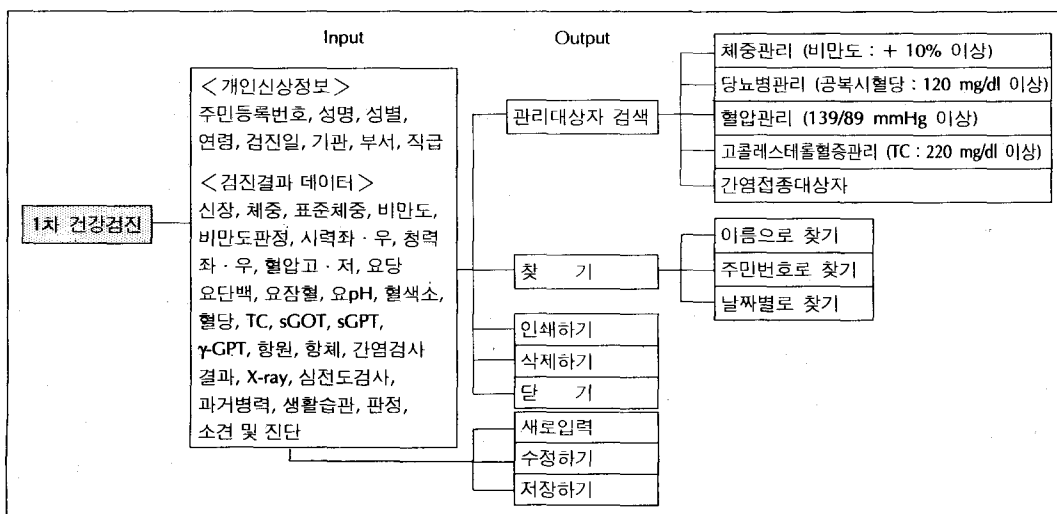 Input
Output
1차 건강검진
<개인신상정보>
주민등록번호, 성명, 성별,
연령, 검진일, 기관, 부서, 직급
<검진결과 데이터>
신장, 체중, 표준체중, 비만도,
비만도판정, 시력좌 · 우, 청력
좌 · 우, 혈압고 · 저, 요당
요단백, 요잠혈, 요pH, 혈색소,
혈당, TC, sGOT, sGPT,
γ-GPT, 항원, 항체, 간염검사
결과, X-ray, 심전도검사,
과거병력, 생활습관, 판정,
소견 및 진단
관리대상자 검색
체중관리 (비만도 : + 10% 이상)
당뇨병관리 (공복시혈당 : 120 mg/dl 이상)
혈압관리 (139/89 mmHg 이상)
고콜레스테롤혈증관리 (TC : 220 mg/dl 이상)
간염접종대상자
찾 기
이름으로 찾기
주민번호로 찾기
날짜별로 찾기
인쇄하기
삭제하기
닫 기
새로입력
수정하기
저장하기